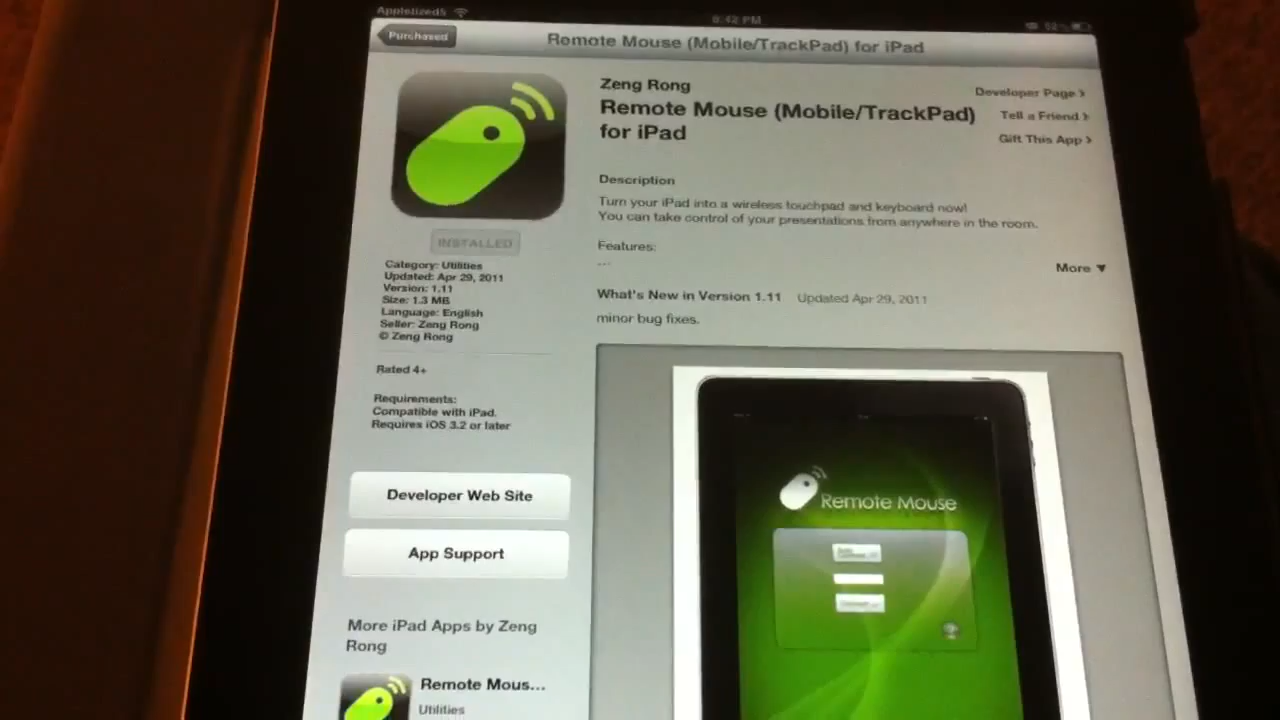 Appletized5
8:42 PM
Purchased
Remote Mouse (Mobile/TrackPad) for iPad
Zeng Rong
Remote Mouse (Mobile/TrackPad)
for iPad
Developer Page >
Tell a Friend >
Gift This App >
Description
Turn your iPad into a wireless touchpad and keyboard now!
You can take control of your presentations from anywhere in the room.
Features:
...
More ▼
What's New in Version 1.11 Updated Apr 29, 2011
minor bug fixes.
INSTALLED
Category: Utilities
Updated: Apr 29, 2011
Version: 1.11
Size: 1.3 MB
Language: English
Seller: Zeng Rong
© Zeng Rong
Rated 4+
Requirements:
Compatible with iPad.
Requires iOS 3.2 or later
Developer Web Site
App Support
More iPad Apps by Zeng
Rong
Remote Mous...
Utilities
Remote Mouse